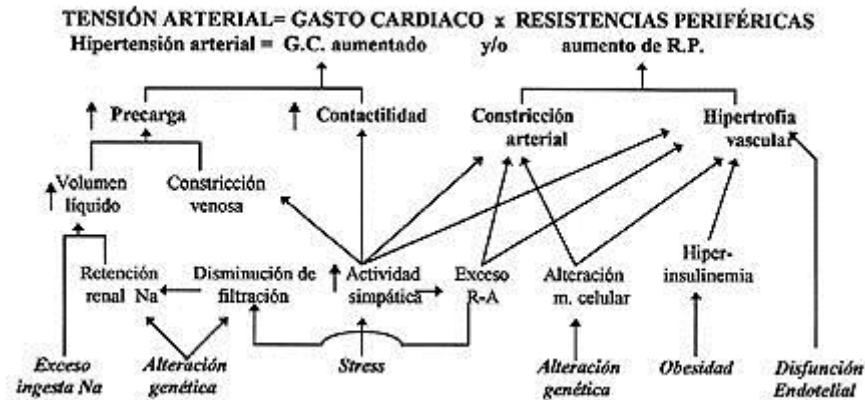 TENSIÓN ARTERIAL= GASTO CARDIACO x RESISTENCIAS PERIFÉRICAS
Hipertensión arterial = G.C. aumentado y/o aumento de R.P.
Precarga
Contactilidad
Constricción
arterial
Hipertrofia
vascular
Volumen
líquido
Constricción
venosa
Retención
renal Na
Disminución de
filtración
Actividad
simpática
Exceso
R-A
Alteración
m. celular
Hiper-
insulinemia
Exceso
ingesta Na
Alteración
genética
Stress
Alteración
genética
Obesidad
Disfunción
Endotelial